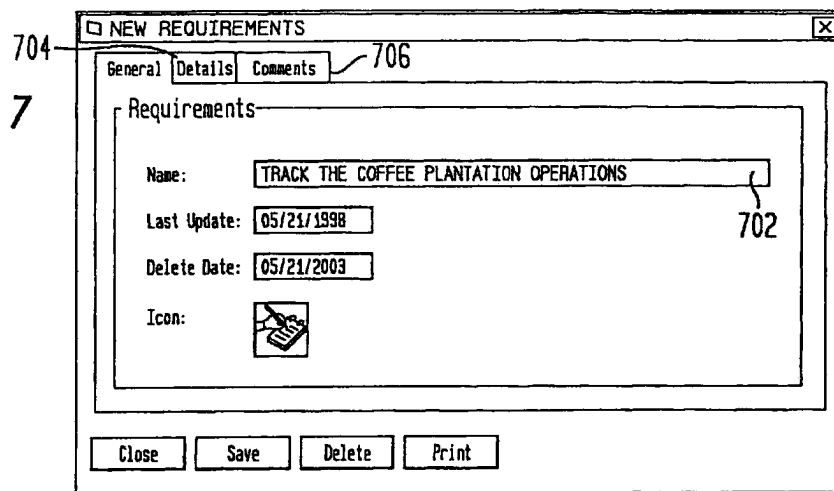 NEW REQUIREMENTS
704
706
General Details Comments
7
Requirements
Name: TRACK THE COFFEE PLANTATION OPERATIONS
702
Last Update: 05/21/1998
Delete Date: 05/21/2003
Icon:
Close Save Delete Print